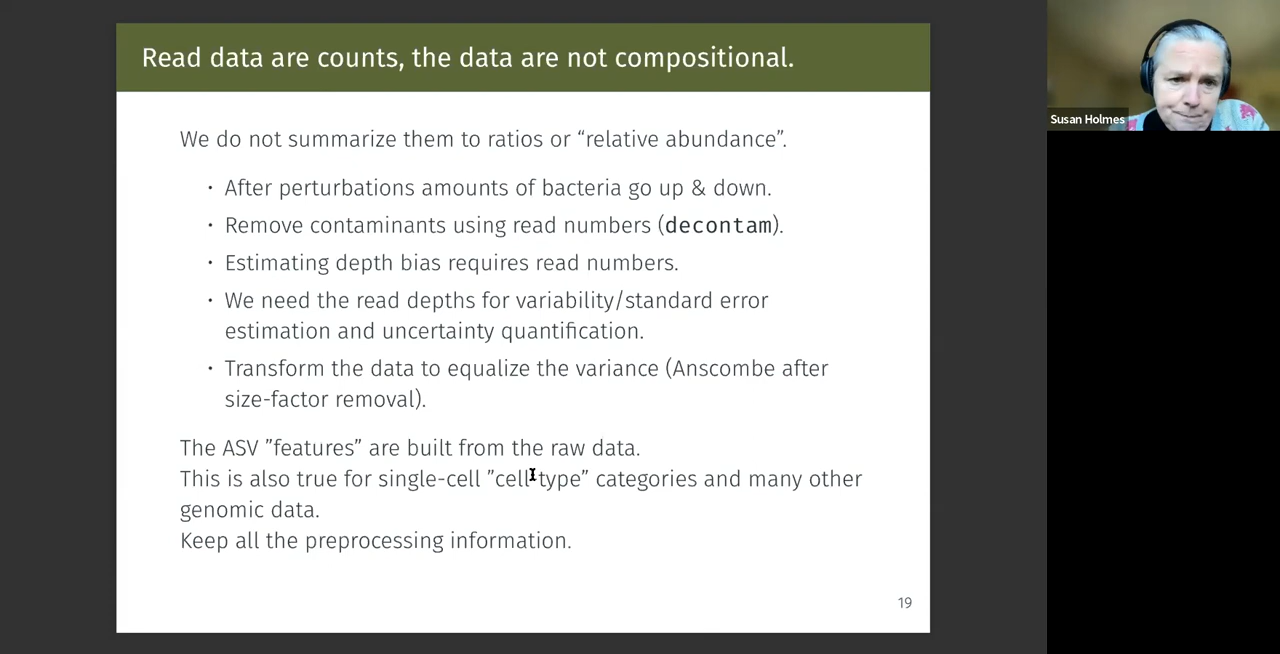 Read data are counts, the data are not compositional.
Susan Holmes
We do not summarize them to ratios or “relative abundance”.
· After perturbations amounts of bacteria go up & down.
· Remove contaminants using read numbers (decontam).
· Estimating depth bias requires read numbers.
· We need the read depths for variability/standard error
estimation and uncertainty quantification.
· Transform the data to equalize the variance (Anscombe after
size-factor removal).
The ASV ”features” are built from the raw data.
This is also true for single-cell ”cell type” categories and many other
genomic data.
Keep all the preprocessing information.
19